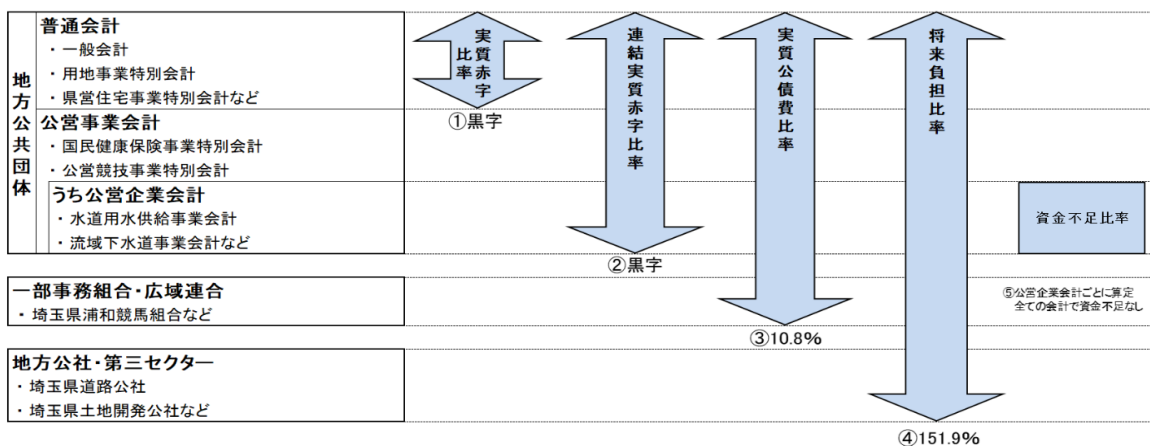 地方公共団体
普通会計
・一般会計
・用地事業特別会計
・県営住宅事業特別会計など
公営事業会計
・国民健康保険事業特別会計
・公営競技事業特別会計
うち公営企業会計
・水道用水供給事業会計
・流域下水道事業会計など
一部事務組合・広域連合
・埼玉県浦和競馬組合など
地方公社・第三セクター
・埼玉県道路公社
・埼玉県土地開発公社など
実質赤字
比率
①黒字
連結実質赤字比率
②黒字
実質公債費比率
③10.8%
将来負担比率
④151.9%
資金不足比率
⑤公営企業会計ごとに算定
全ての会計で資金不足なし